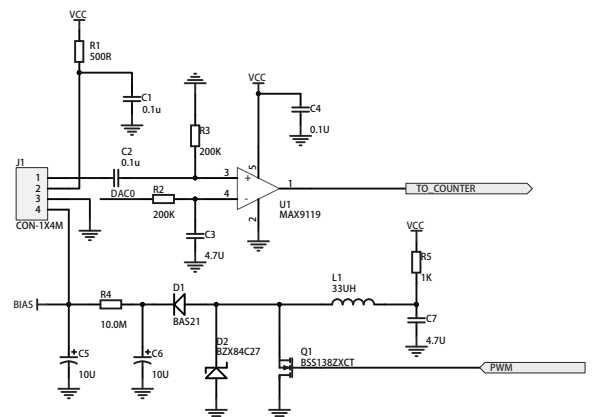 VCC
R1
500R
C1
0.1u
VCC
C4
0.1U
R3
200K
C2
0.1u
J1
1
2
3
4
CON-1X4M
DAC0
R2
200K
3
4
+
-
5
2
1
U1
MAX9119
TO_COUNTER
C3
4.7U
VCC
R5
1K
L1
33UH
C7
4.7U
BIAS
R4
10.0M
D1
BAS21
D2
BZX84C27
Q1
BSS138ZXCT
PWM
+
C5
10U
+
C6
10U